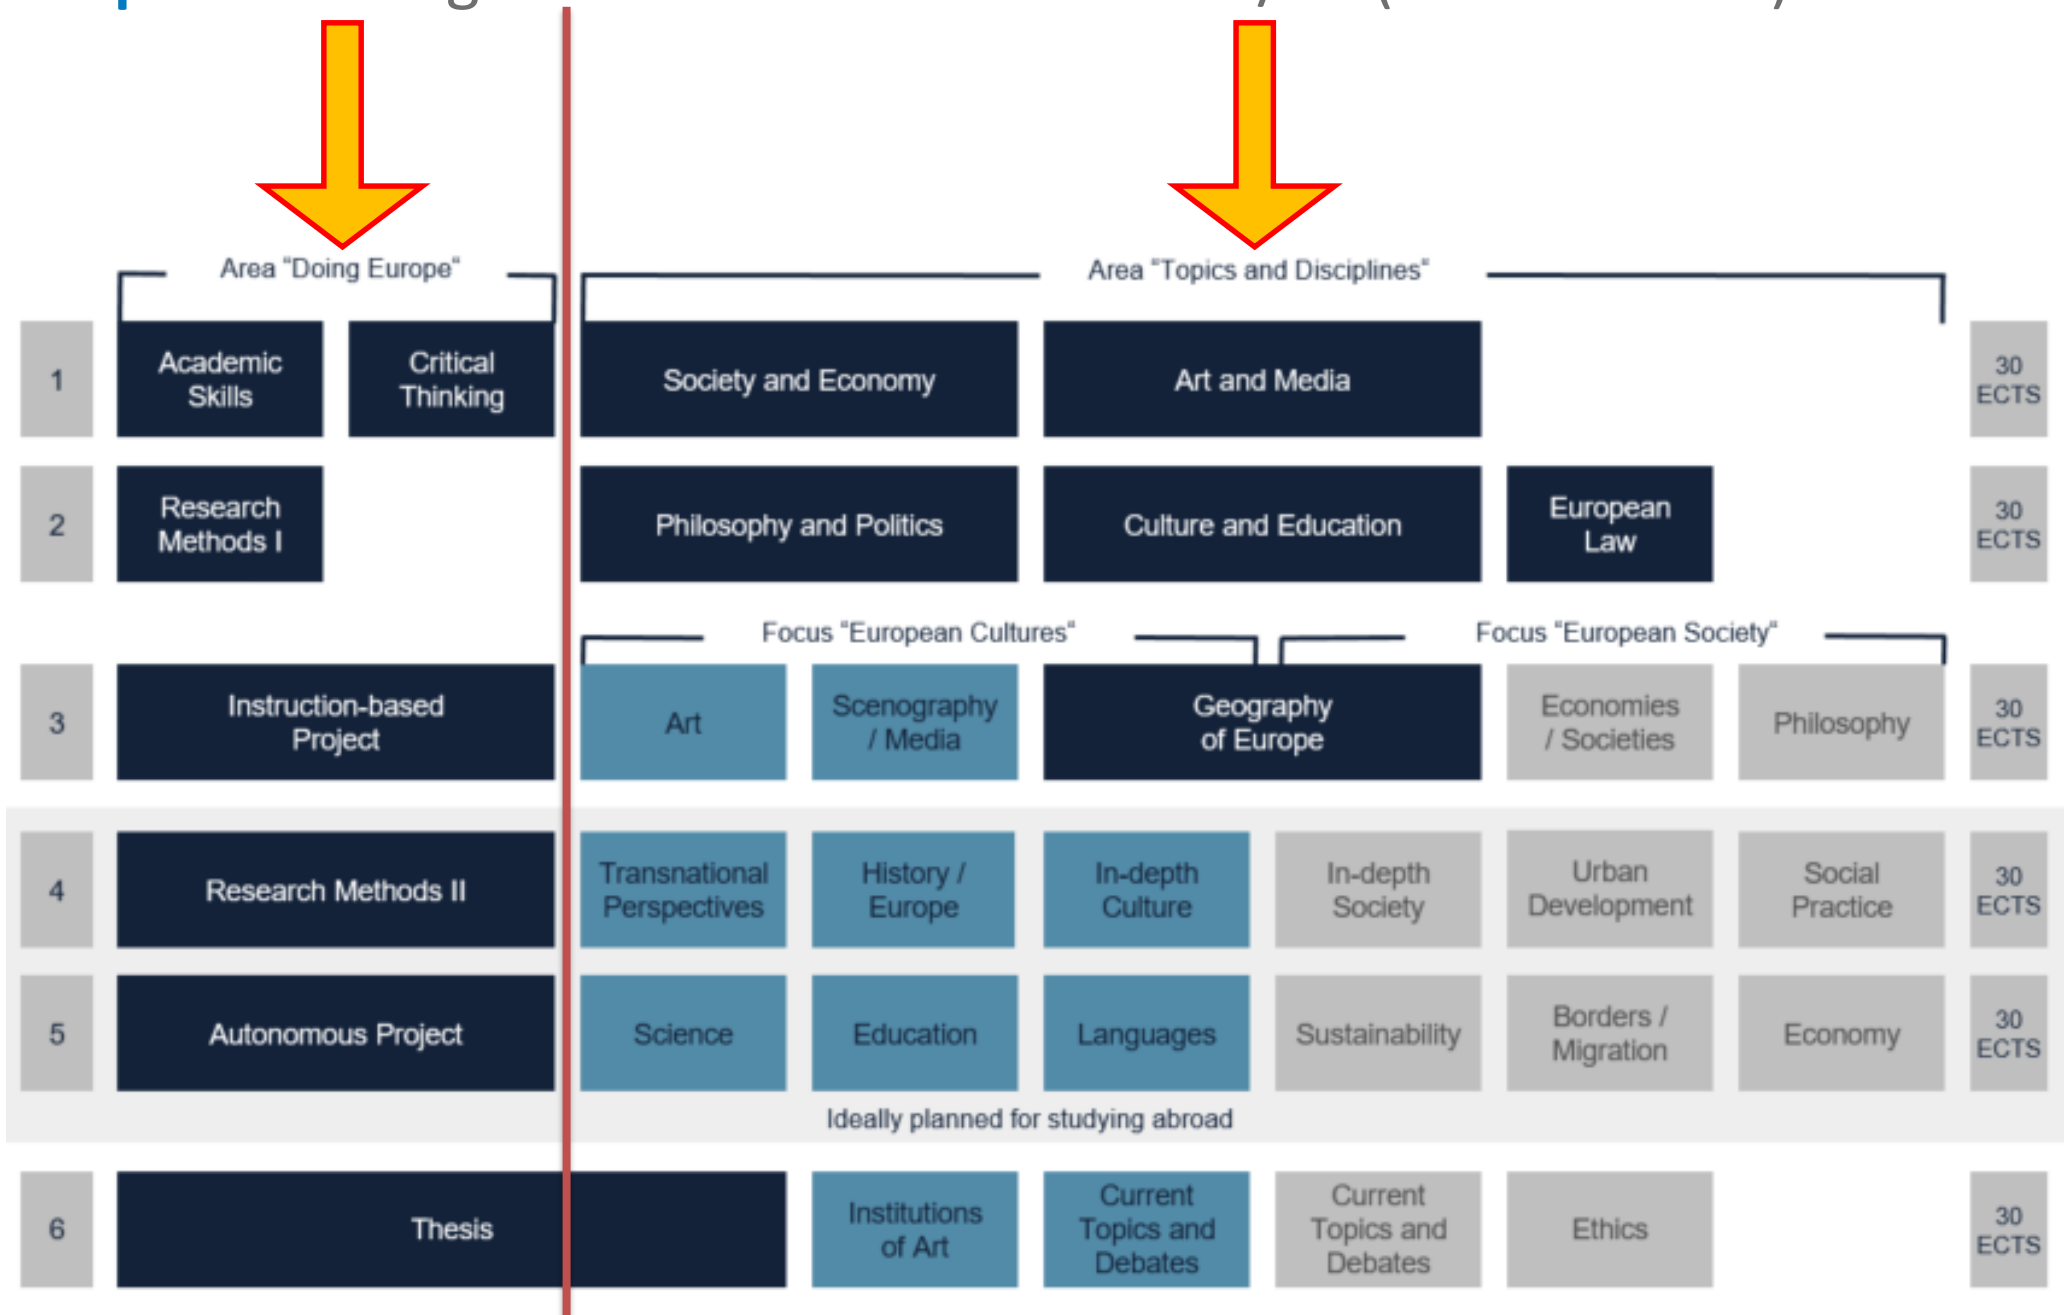 Area "Doing Europe"
Area "Topics and Disciplines"
1
Academic
Skills
Critical
Thinking
Society and Economy
Art and Media
30
ECTS
2
Research
Methods I
Philosophy and Politics
Culture and Education
European
Law
30
ECTS
Focus "European Cultures"
Focus "European Society"
3
Instruction-based
Project
Art
Scenography
/ Media
Geography
of Europe
Economies
/ Societies
Philosophy
30
ECTS
4
Research Methods II
Transnational
Perspectives
History /
Europe
In-depth
Culture
In-depth
Society
Urban
Development
Social
Practice
30
ECTS
5
Autonomous Project
Science
Education
Languages
Sustainability
Borders /
Migration
Economy
30
ECTS
Ideally planned for studying abroad
6
Thesis
Institutions
of Art
Current
Topics and
Debates
Current
Topics and
Debates
Ethics
30
ECTS